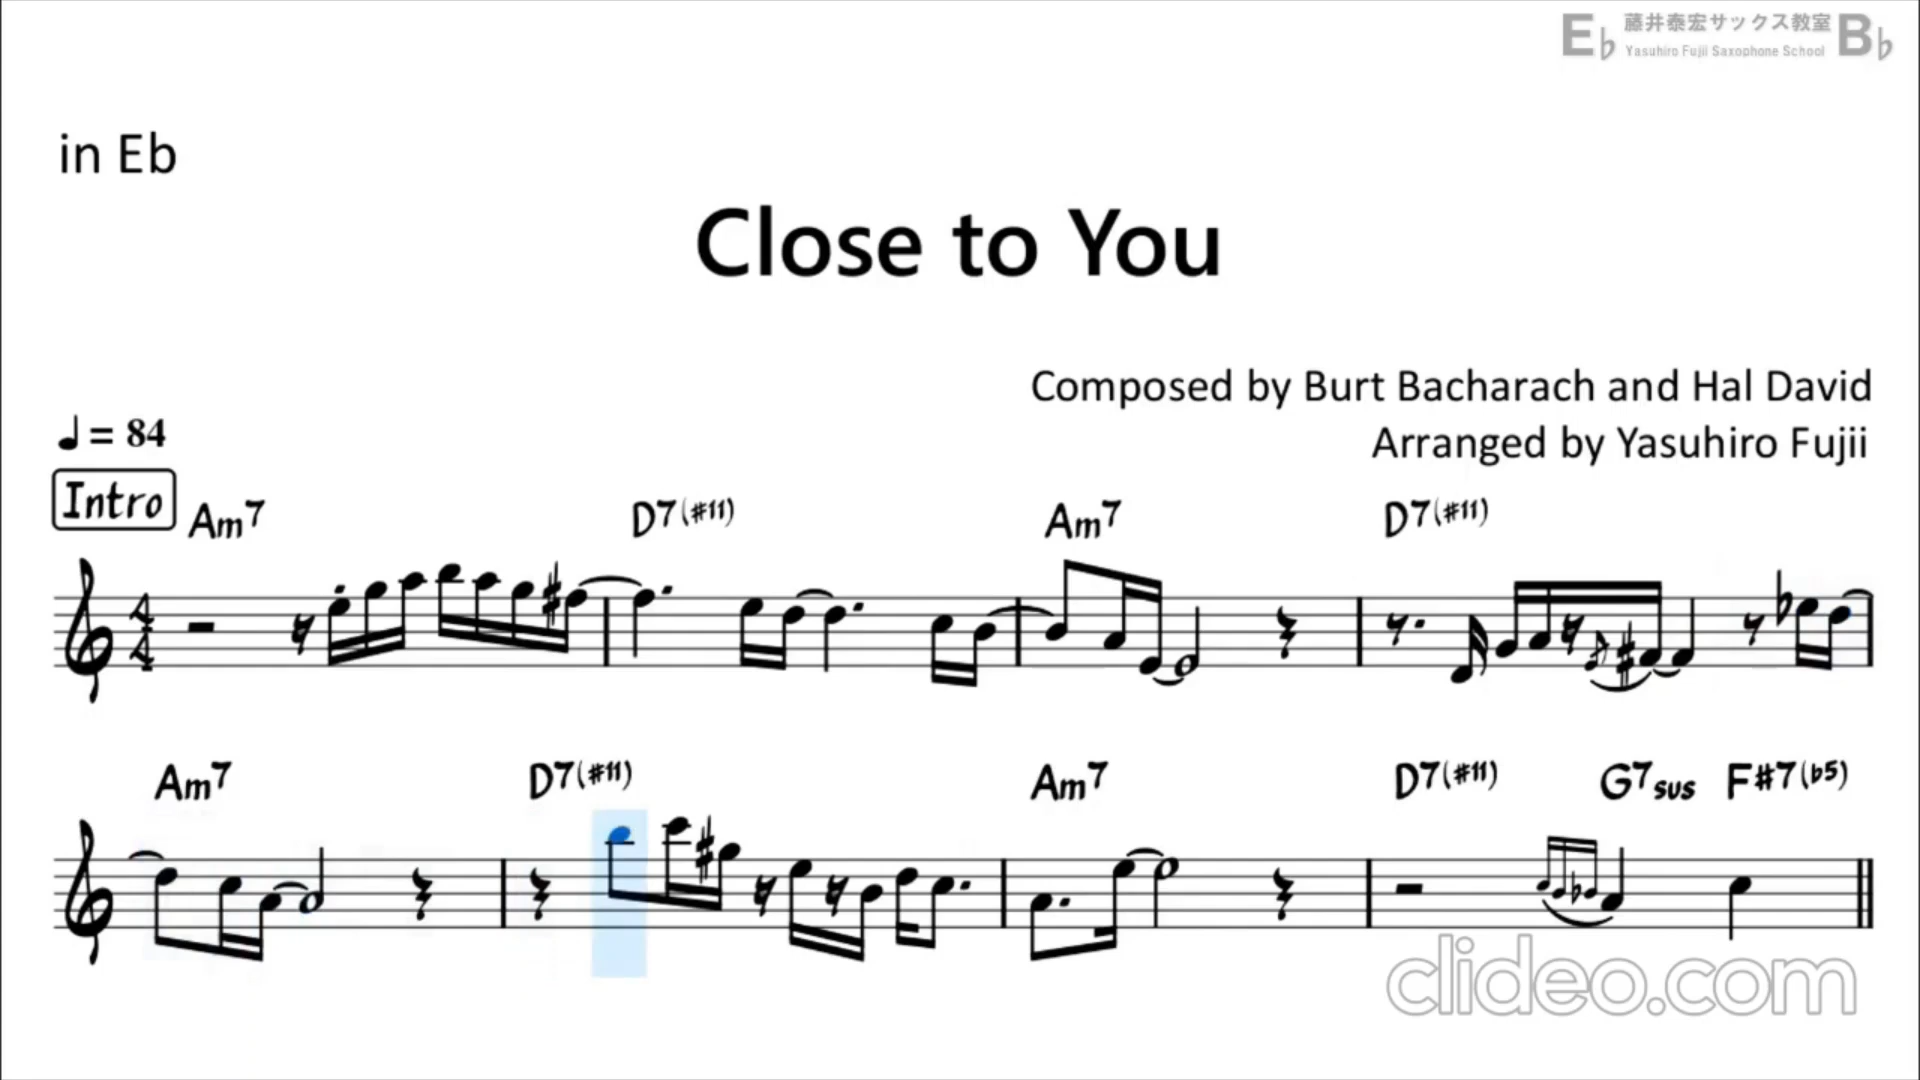 E♭ 藤井泰宏サックス教室 B♭
Yasuhiro Fujii Saxophone School
in Eb
Close to You
Composed by Burt Bacharach and Hal David
♩ = 84
Arranged by Yasuhiro Fujii
Intro Am7 D7(#11) Am7 D7(#11)
4
4
Am7 D7(#11) Am7 D7(#11) G7sus F#7(b5)
clideo.com